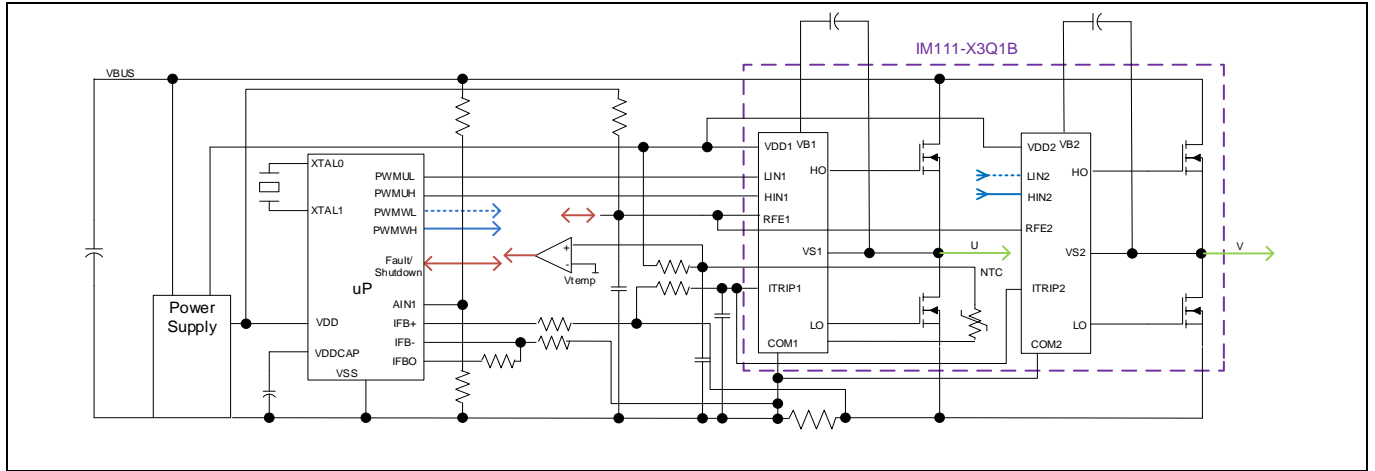 IM111-X3Q1B
VBUS
XTAL0
XTAL1
PWMUL
PWMUH
PWMWL
PWMWH
Fault/
Shutdown
uP
AIN1
IFB+
IFB-
IFBO
VDD
VDDCAP
VSS
Power
Supply
+
-
Vtemp
VDD1
VB1
LIN1
HIN1
RFE1
HO
VS1
ITRIP1
LO
COM1
U
NTC
VDD2
VB2
LIN2
HIN2
RFE2
HO
VS2
ITRIP2
LO
COM2
V